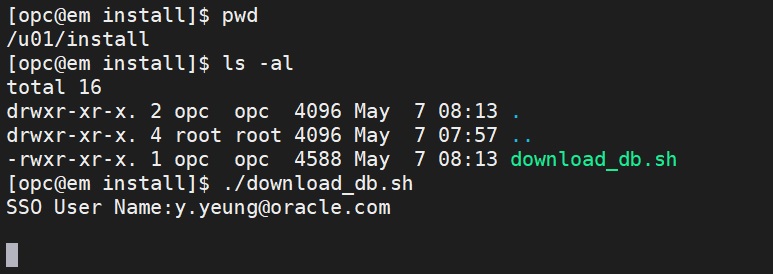 [opc@em install]$ pwd
/u01/install
[opc@em install]$ ls -al
total 16
drwxr-xr-x. 2 opc  opc  4096 May  7 08:13 .
drwxr-xr-x. 4 root root 4096 May  7 07:57 ..
-rwxr-xr-x. 1 opc  opc  4588 May  7 08:13 download_db.sh
[opc@em install]$ ./download_db.sh
SSO User Name:y.yeung@oracle.com